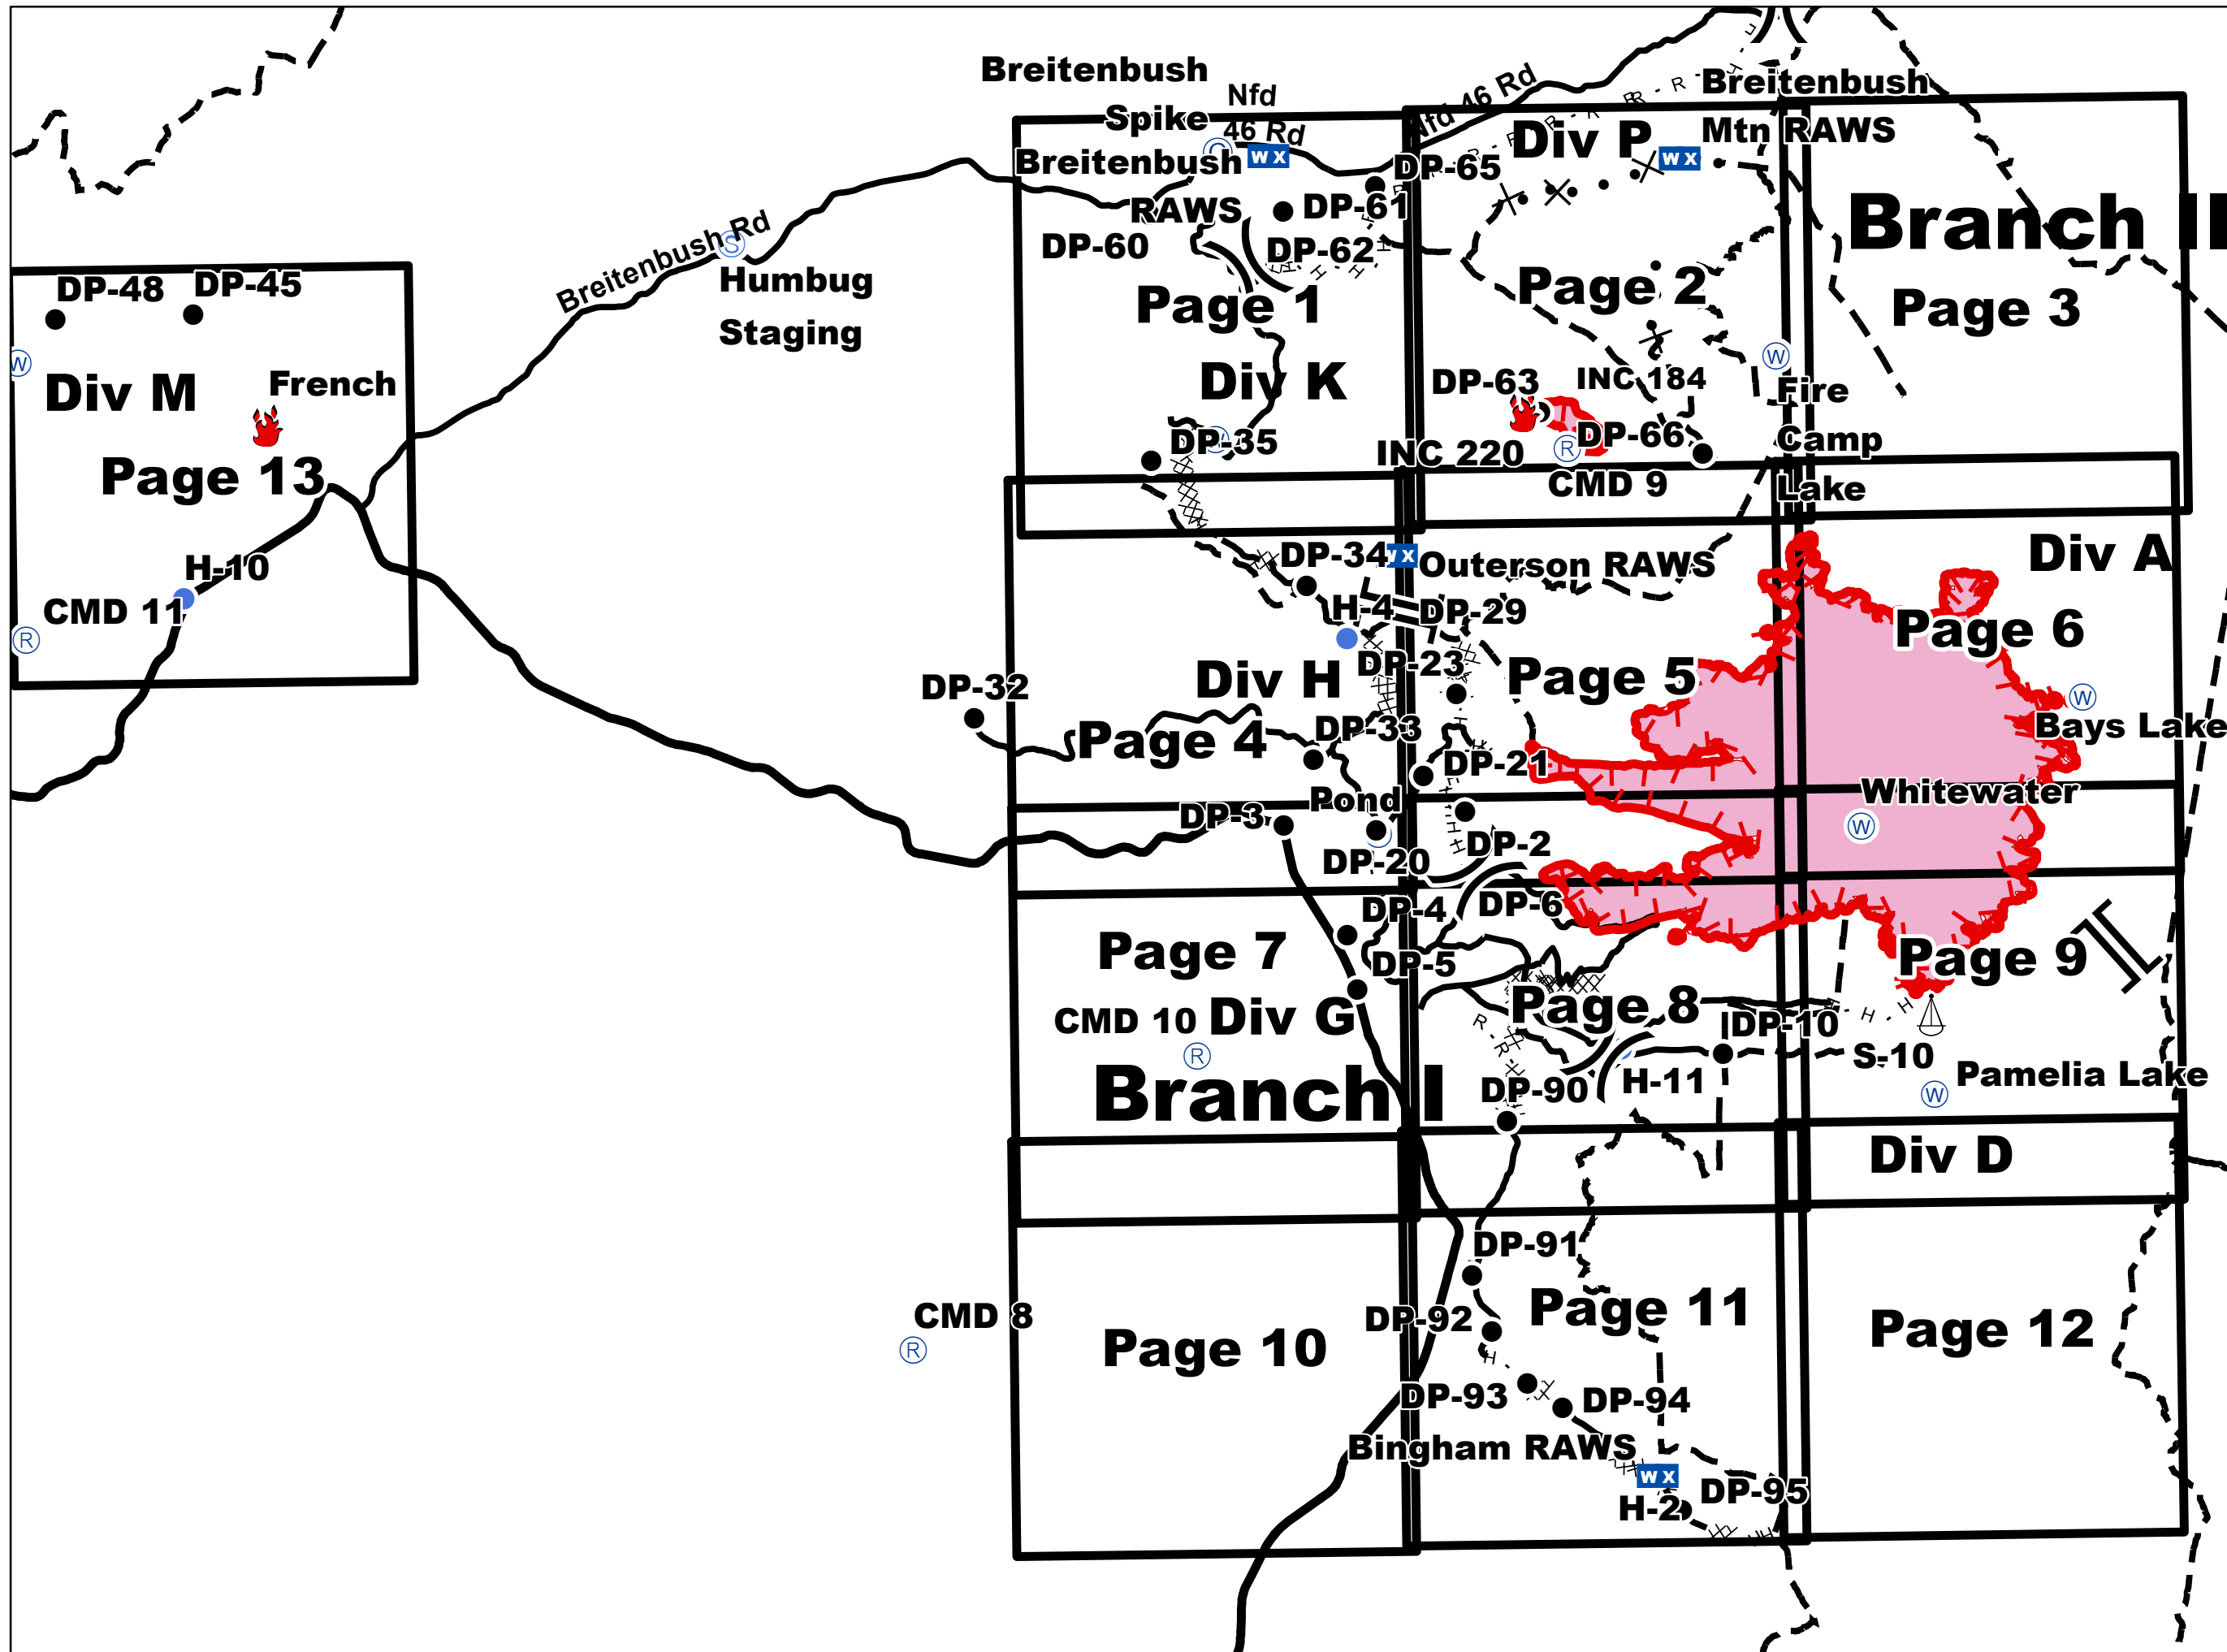 Breitenbush
Spike
Nfd
46 Rd
Nfd 46 Rd
Breitenbush
Mtn RAWS
Div P
w x
Breitenbush
RAWS
w x
DP-65
DP-61
DP-60
DP-62
Branch II
Page 1
Page 2
Page 3
Breitenbush Rd
S
Humbug
Staging
DP-48
DP-45
W
Div M
French
Page 13
H-10
CMD 11
R
Div K
DP-63
INC 184
W
Fire
Camp
Lake
DP-35
INC 220
R
DP-66
CMD 9
DP-34
w x
Outerson RAWS
Div A
H-4
DP-29
Page 6
DP-23
Div H
Page 5
DP-32
W
Bays Lake
DP-33
Page 4
DP-21
Pond
Whitewater
W
DP-3
DP-2
DP-20
DP-4
DP-6
Page 7
DP-5
Page 9
Page 8
CMD 10
Div G
R
DP-10
S-10
Branch I
DP-90
H-11
Pamelia Lake
W
Div D
DP-91
CMD 8
R
DP-92
Page 11
Page 10
Page 12
DP-93
DP-94
Bingham RAWS
w x
DP-95
H-2